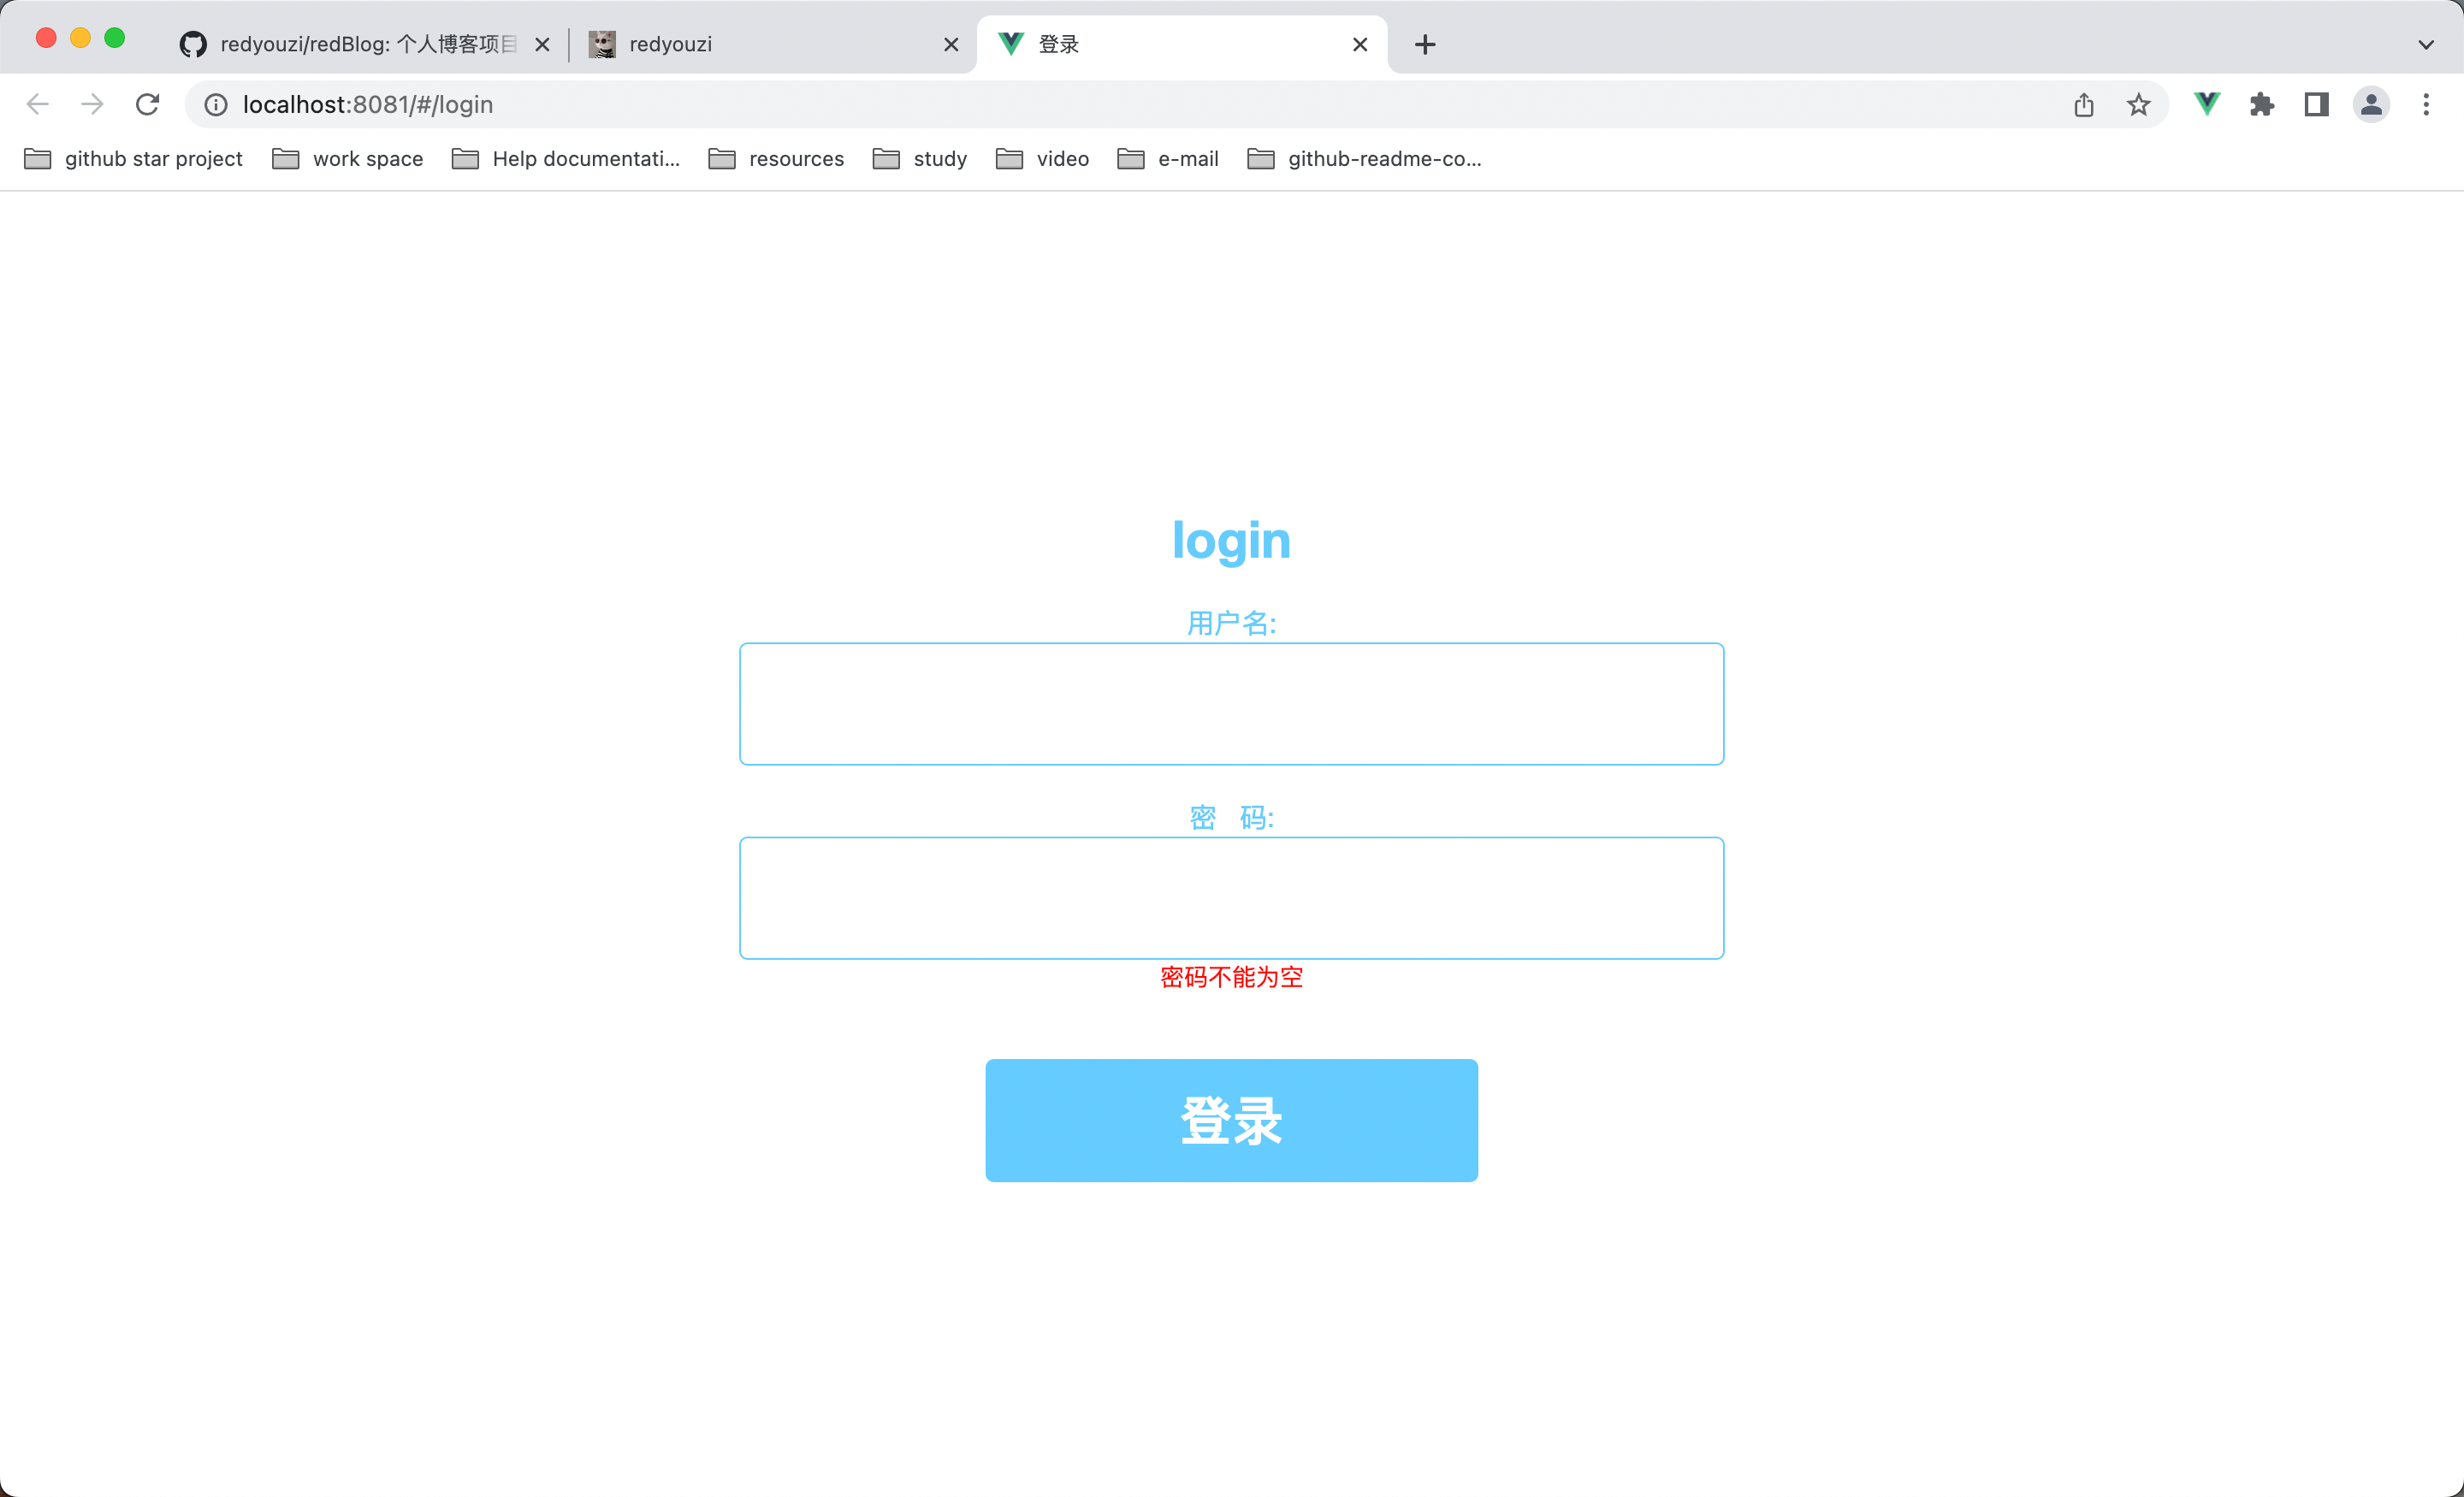 redyouzi/redBlog: 个人博客项目
redyouzi
登录
localhost:8081/#/login
github star project
work space
Help documentati...
resources
study
video
e-mail
github-readme-co...
login
用户名:
密 码:
密码不能为空
登录